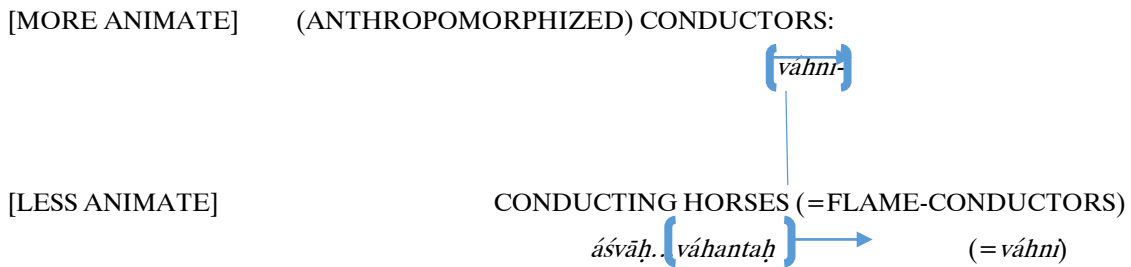 [MORE ANIMATE] (ANTHROPOMORPHIZED) CONDUCTORS:
váhni-
[LESS ANIMATE] CONDUCTING HORSES (=FLAME-CONDUCTORS)
áśvāḥ.. váhantaḥ (=váhni)